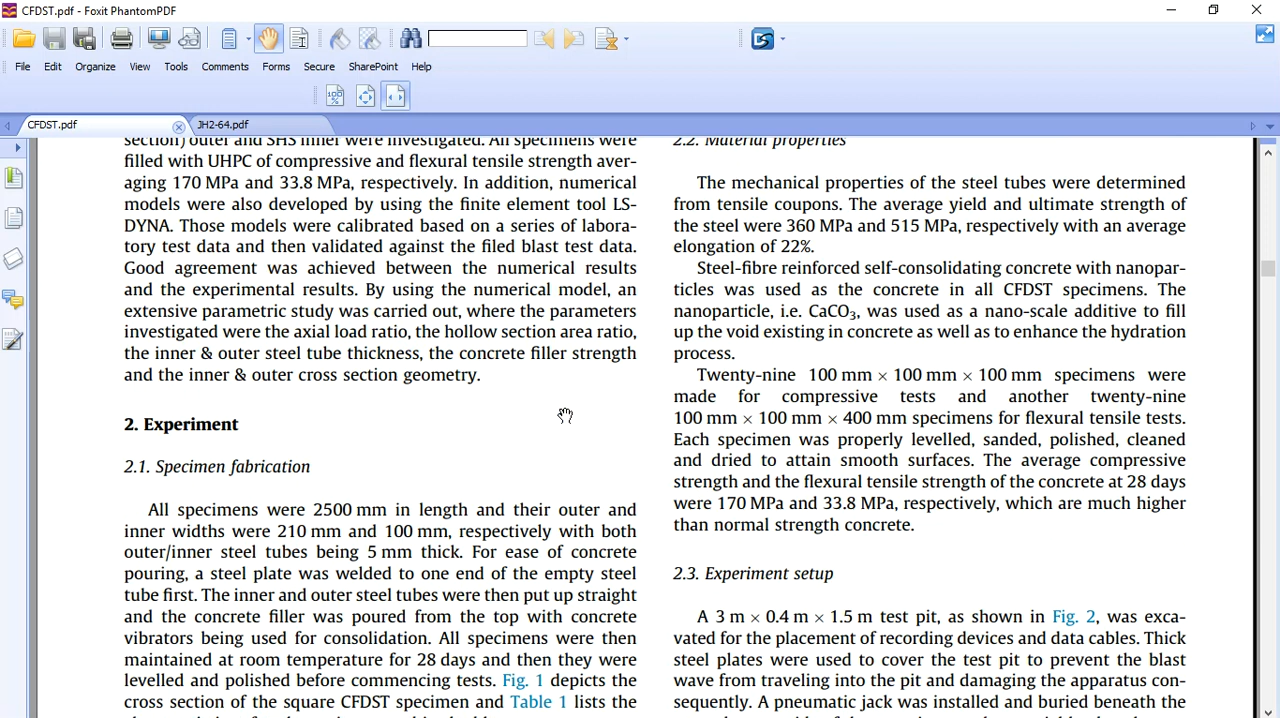 CFDST.pdf - Foxit PhantomPDF
File Edit Organize View Tools Comments Forms Secure SharePoint Help
CFDST.pdf JH2-64.pdf
section) outer and SHS inner were investigated. All specimens were
filled with UHPC of compressive and flexural tensile strength aver-
aging 170 MPa and 33.8 MPa, respectively. In addition, numerical
models were also developed by using the finite element tool LS-
DYNA. Those models were calibrated based on a series of labora-
tory test data and then validated against the filed blast test data.
Good agreement was achieved between the numerical results
and the experimental results. By using the numerical model, an
extensive parametric study was carried out, where the parameters
investigated were the axial load ratio, the hollow section area ratio,
the inner & outer steel tube thickness, the concrete filler strength
and the inner & outer cross section geometry.
2. Experiment
2.1. Specimen fabrication
All specimens were 2500 mm in length and their outer and
inner widths were 210 mm and 100 mm, respectively with both
outer/inner steel tubes being 5 mm thick. For ease of concrete
pouring, a steel plate was welded to one end of the empty steel
tube first. The inner and outer steel tubes were then put up straight
and the concrete filler was poured from the top with concrete
vibrators being used for consolidation. All specimens were then
maintained at room temperature for 28 days and then they were
levelled and polished before commencing tests. Fig. 1 depicts the
cross section of the square CFDST specimen and Table 1 lists the
2.2. Material properties
The mechanical properties of the steel tubes were determined
from tensile coupons. The average yield and ultimate strength of
the steel were 360 MPa and 515 MPa, respectively with an average
elongation of 22%.
Steel-fibre reinforced self-consolidating concrete with nanopar-
ticles was used as the concrete in all CFDST specimens. The
nanoparticle, i.e. CaCO₃, was used as a nano-scale additive to fill
up the void existing in concrete as well as to enhance the hydration
process.
Twenty-nine 100 mm × 100 mm × 100 mm specimens were
made for compressive tests and another twenty-nine
100 mm × 100 mm × 400 mm specimens for flexural tensile tests.
Each specimen was properly levelled, sanded, polished, cleaned
and dried to attain smooth surfaces. The average compressive
strength and the flexural tensile strength of the concrete at 28 days
were 170 MPa and 33.8 MPa, respectively, which are much higher
than normal strength concrete.
2.3. Experiment setup
A 3 m × 0.4 m × 1.5 m test pit, as shown in Fig. 2, was exca-
vated for the placement of recording devices and data cables. Thick
steel plates were used to cover the test pit to prevent the blast
wave from traveling into the pit and damaging the apparatus con-
sequently. A pneumatic jack was installed and buried beneath the